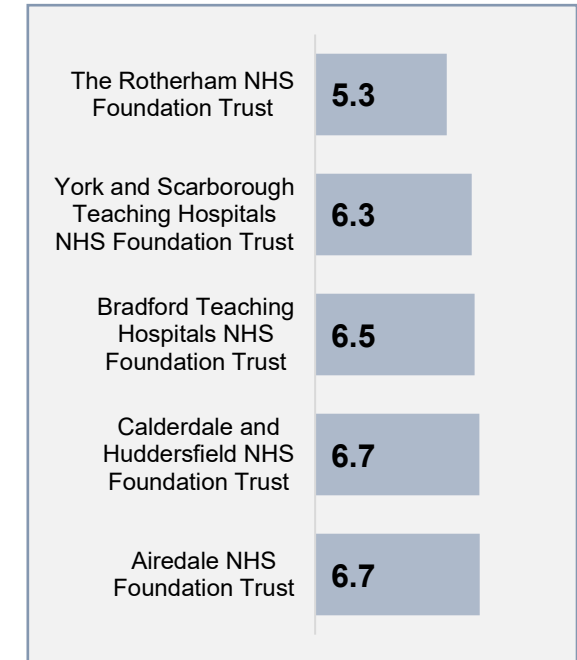 The Rotherham NHS
Foundation Trust
5.3
York and Scarborough
Teaching Hospitals
NHS Foundation Trust
6.3
Bradford Teaching
Hospitals NHS
Foundation Trust
6.5
Calderdale and
Huddersfield NHS
Foundation Trust
6.7
Airedale NHS
Foundation Trust
6.7